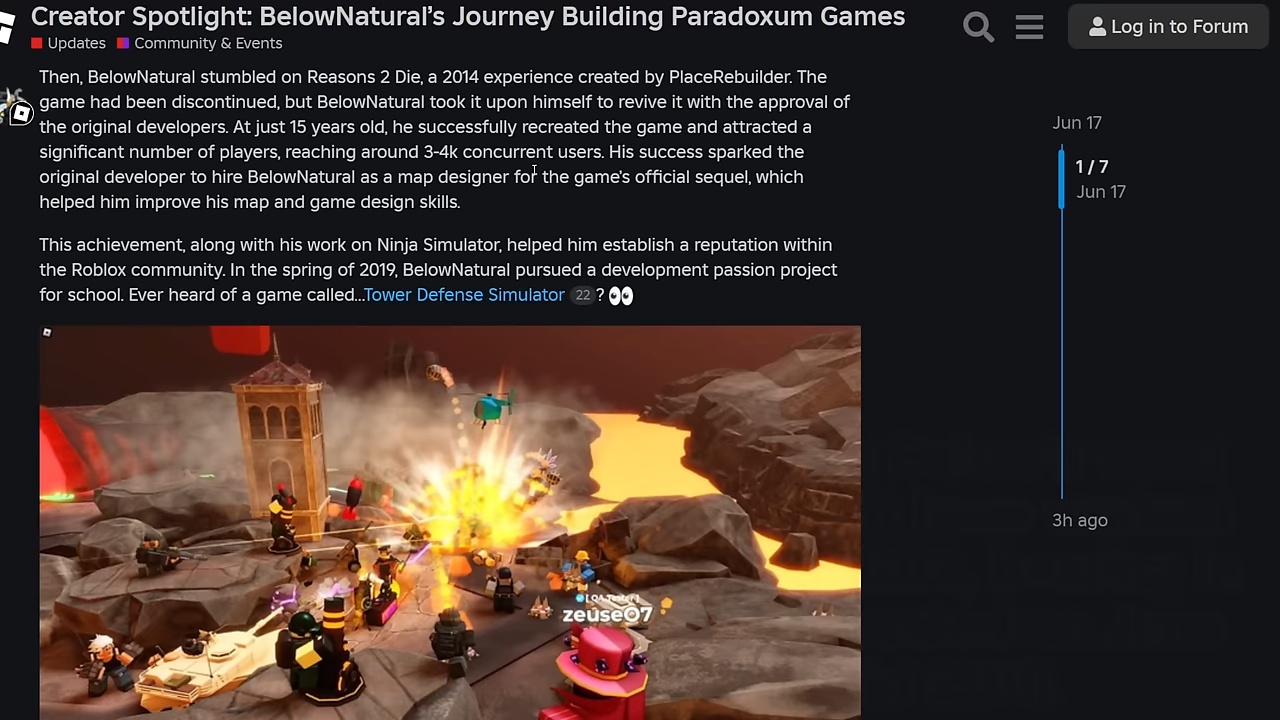 Creator Spotlight: BelowNatural’s Journey Building Paradoxum Games
Updates Community & Events
Log in to Forum
Then, BelowNatural stumbled on Reasons 2 Die, a 2014 experience created by PlaceRebuilder. The
game had been discontinued, but BelowNatural took it upon himself to revive it with the approval of
the original developers. At just 15 years old, he successfully recreated the game and attracted a
significant number of players, reaching around 3-4k concurrent users. His success sparked the
original developer to hire BelowNatural as a map designer for the game's official sequel, which
helped him improve his map and game design skills.
This achievement, along with his work on Ninja Simulator, helped him establish a reputation within
the Roblox community. In the spring of 2019, BelowNatural pursued a development passion project
for school. Ever heard of a game called...Tower Defense Simulator 22 ? 👀
Jun 17
1 / 7
Jun 17
3h ago
[ QA Tester ]
zeuse07